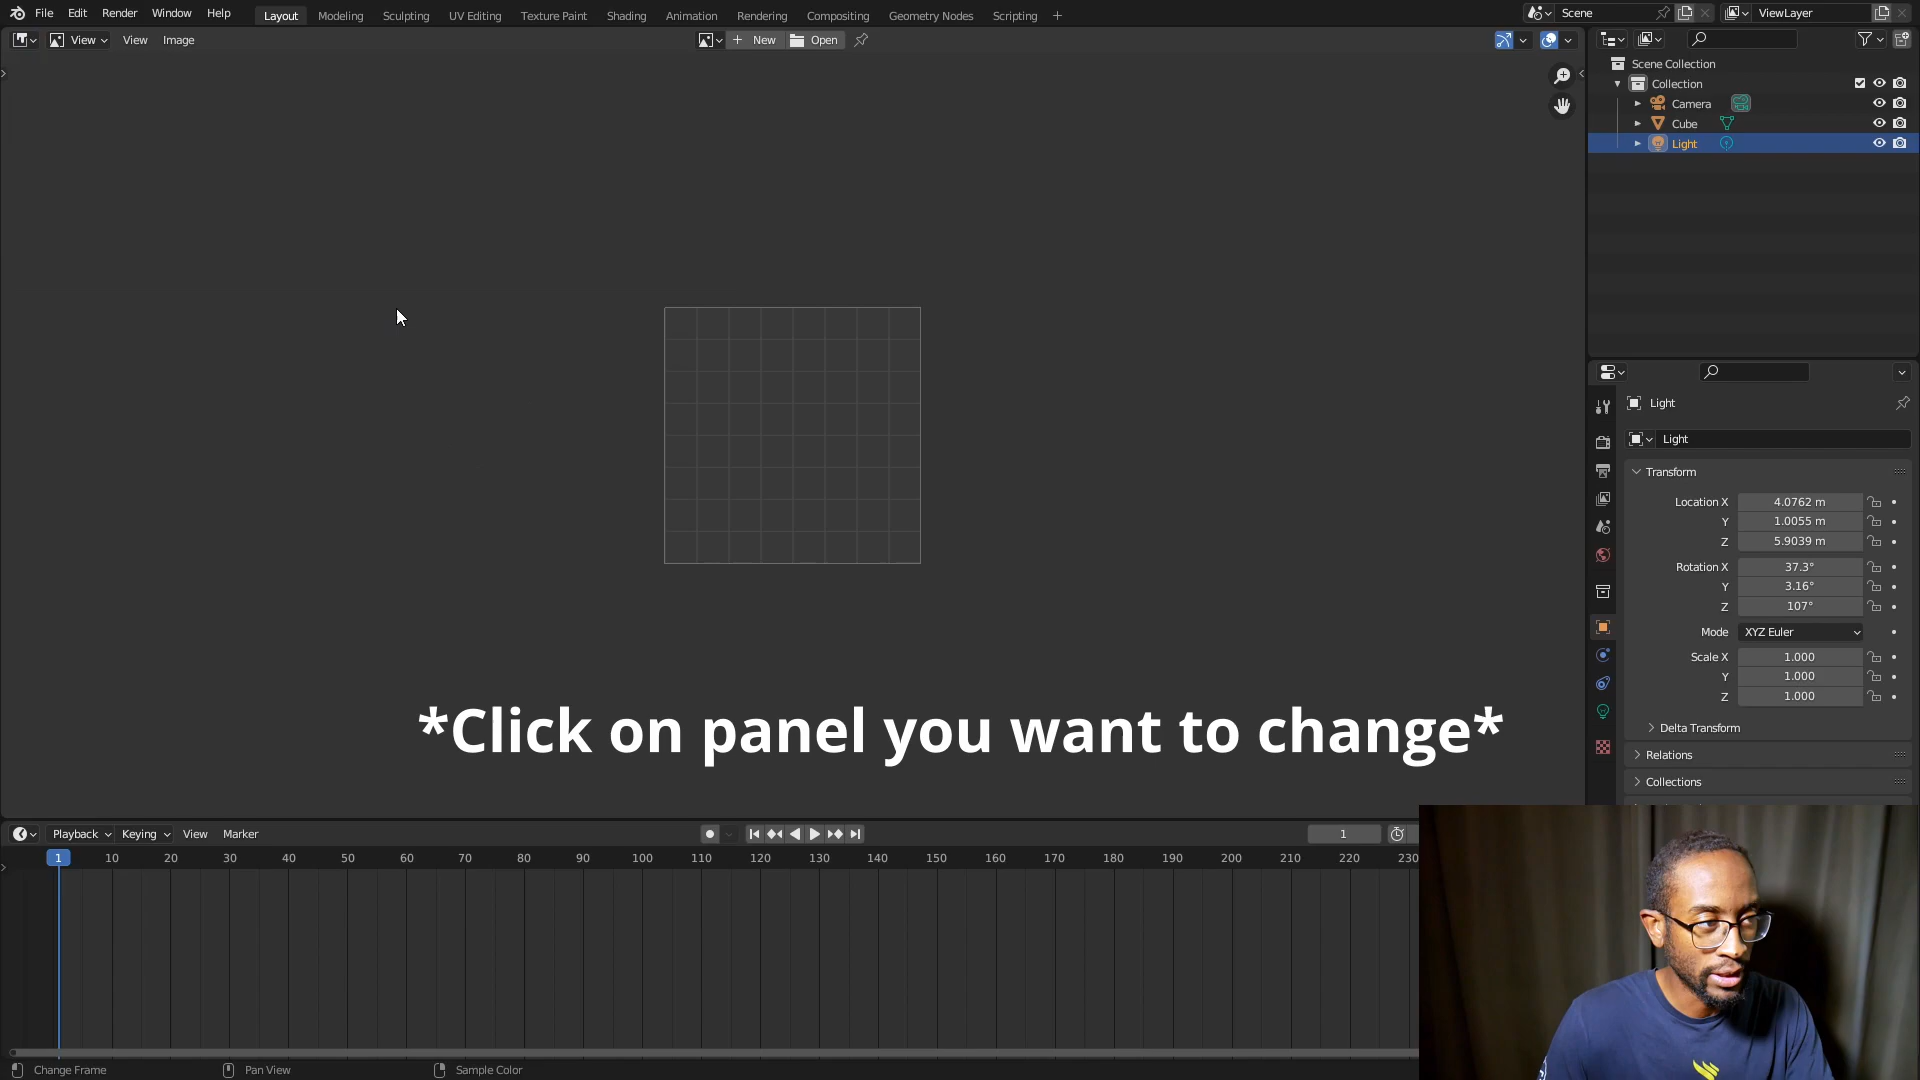 File Edit Render Window Help Layout Modeling Sculpting UV Editing Texture Paint Shading Animation Rendering Compositing Geometry Nodes Scripting Scene ViewLayer
View View Image New Open
Scene Collection
Collection
Camera
Cube
Light
Light
Light
Transform
Location X 4.0762 m
Y 1.0055 m
Z 5.9039 m
Rotation X 37.3°
Y 3.16°
Z 107°
Mode XYZ Euler
Scale X 1.000
Y 1.000
Z 1.000
Delta Transform
Relations
Collections
*Click on panel you want to change*
Playback Keying View Marker 1
1 10 20 30 40 50 60 70 80 90 100 110 120 130 140 150 160 170 180 190 200 210 220 230
Change Frame Pan View Sample Color